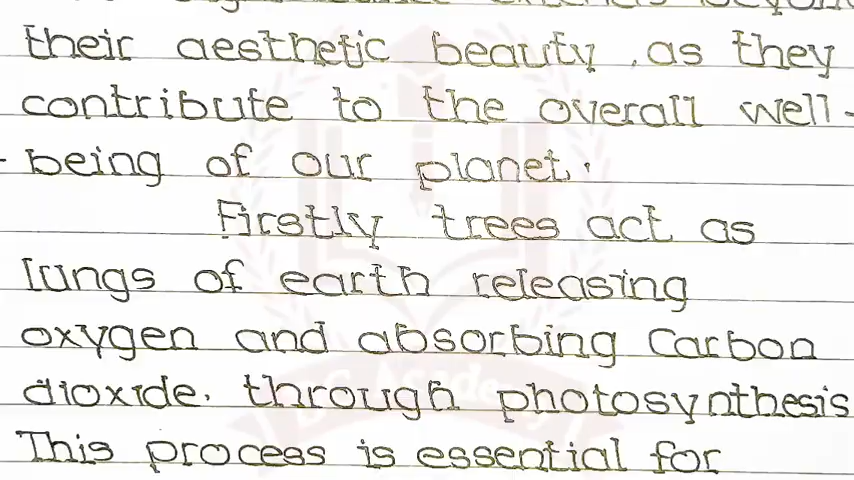 their aesthetic beauty , as they
contribute to the overall well-
-being of our planet.
Firstly trees act as
lungs of earth releasing
oxygen and absorbing Carbon
dioxide. through photosynthesis
This process is essential for